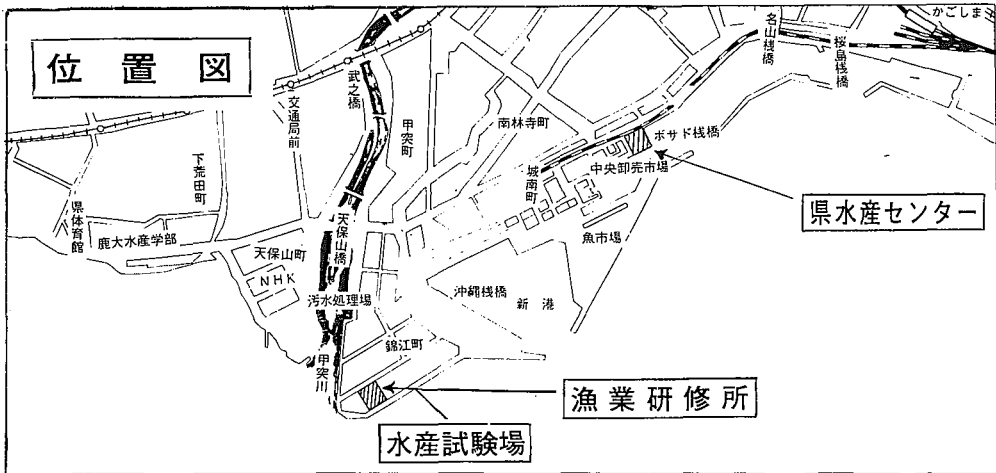 位置図
かごしま
名山桟橋
桜島桟橋
武之橋
交通局前
甲突町
南林寺町
ボサド桟橋
下荒田町
城南町
中央卸売市場
県水産センター
県体育館
鹿大水産学部
天保山町
天保山橋
魚市場
NHK
汚水処理場
沖縄桟橋
新港
錦江町
甲突川
漁業研修所
水産試験場